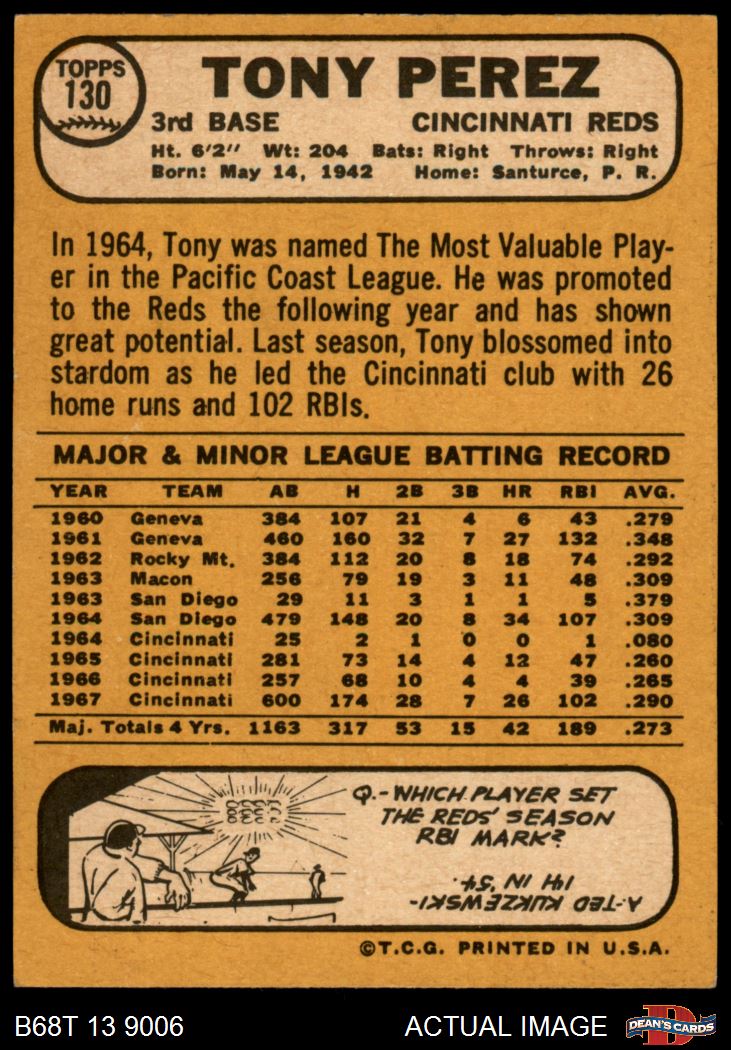 TOPPS
130
TONY PEREZ
3rd BASE CINCINNATI REDS
Ht. 6'2" Wt: 204 Bats: Right Throws: Right
Born: May 14, 1942 Home: Santurce, P. R.
In 1964, Tony was named The Most Valuable Play-
er in the Pacific Coast League. He was promoted
to the Reds the following year and has shown
great potential. Last season, Tony blossomed into
stardom as he led the Cincinnati club with 26
home runs and 102 RBIs.
MAJOR & MINOR LEAGUE BATTING RECORD
YEAR TEAM AB H 2B 3B HR RBI AVG.
1960 Geneva 384 107 21 4 6 43 .279
1961 Geneva 460 160 32 7 27 132 .348
1962 Rocky Mt. 384 112 20 8 18 74 .292
1963 Macon 256 79 19 3 11 48 .309
1963 San Diego 29 11 3 1 1 5 .379
1964 San Diego 479 148 20 8 34 107 .309
1964 Cincinnati 25 2 1 0 0 1 .080
1965 Cincinnati 281 73 14 4 12 47 .260
1966 Cincinnati 257 68 10 4 4 39 .265
1967 Cincinnati 600 174 28 7 26 102 .290
Maj. Totals 4 Yrs. 1163 317 53 15 42 189 .273
Q.-WHICH PLAYER SET
THE REDS' SEASON
RBI MARK?
A-TED KUKZEWSKI-
141 IN '54.
©T.C.G. PRINTED IN U.S.A.
B68T 13 9006 ACTUAL IMAGE DEAN'S CARDS